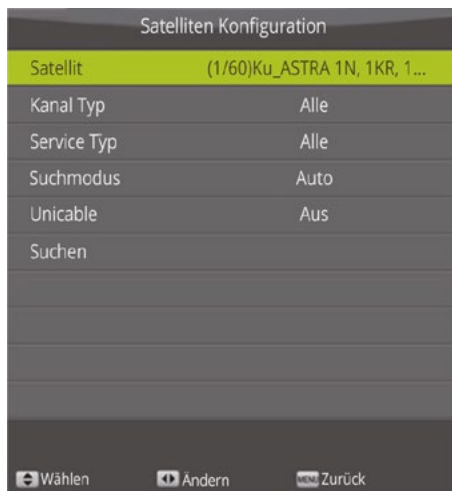 Satelliten Konfiguration
Satellit (1/60)Ku_ASTRA 1N, 1KR, 1...
Kanal Typ Alle
Service Typ Alle
Suchmodus Auto
Unicable Aus
Suchen
Wählen Ändern MENU Zurück